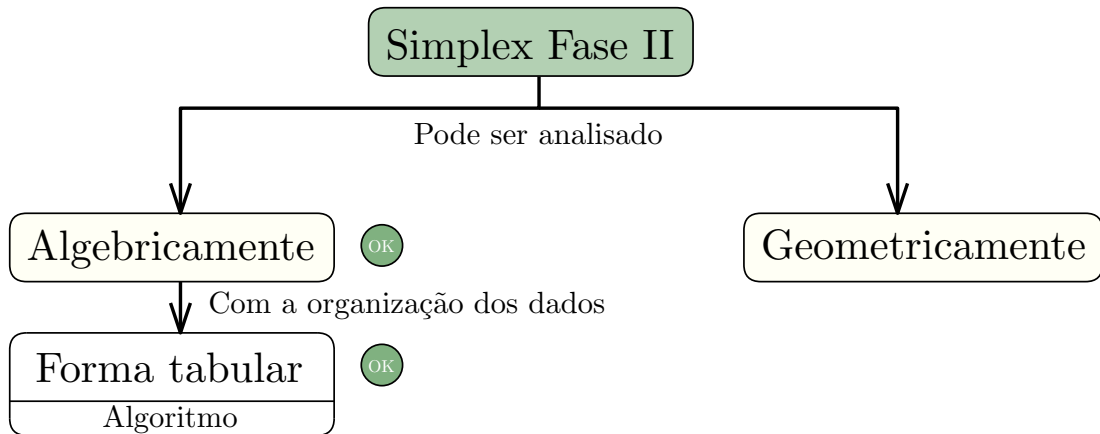 Simplex Fase II
Pode ser analisado
Algebricamente
OK
Geometricamente
Com a organização dos dados
Forma tabular
OK
Algoritmo